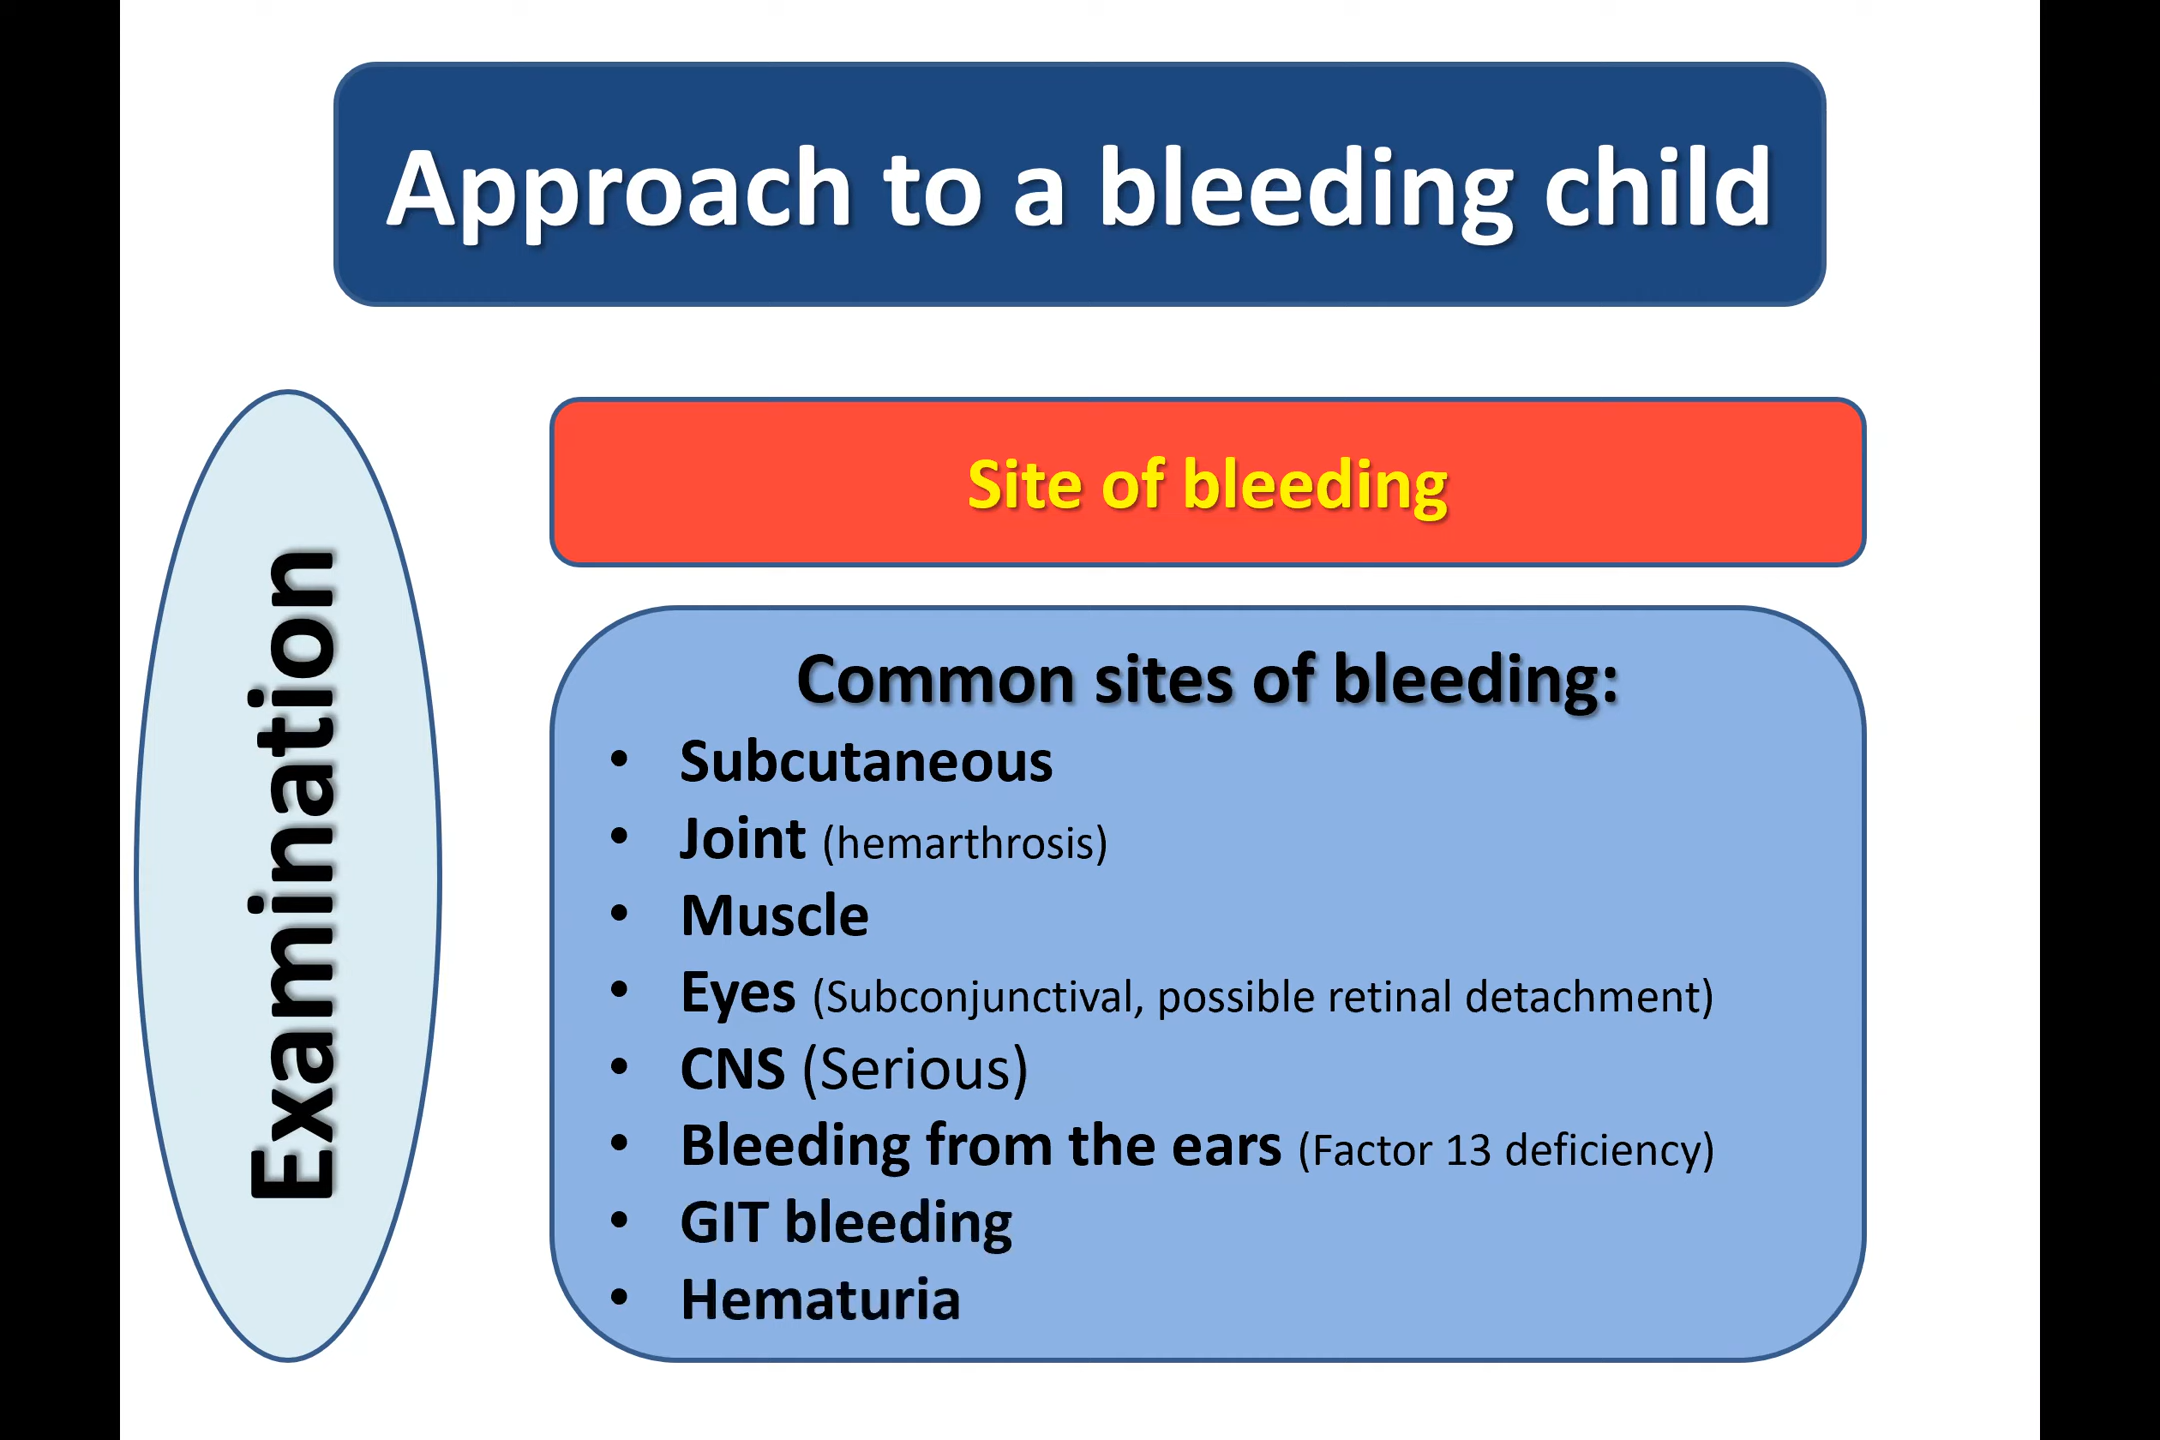 Approach to a bleeding child
Examination
Site of bleeding
Common sites of bleeding:
• Subcutaneous
• Joint (hemarthrosis)
• Muscle
• Eyes (Subconjunctival, possible retinal detachment)
• CNS (Serious)
• Bleeding from the ears (Factor 13 deficiency)
• GIT bleeding
• Hematuria